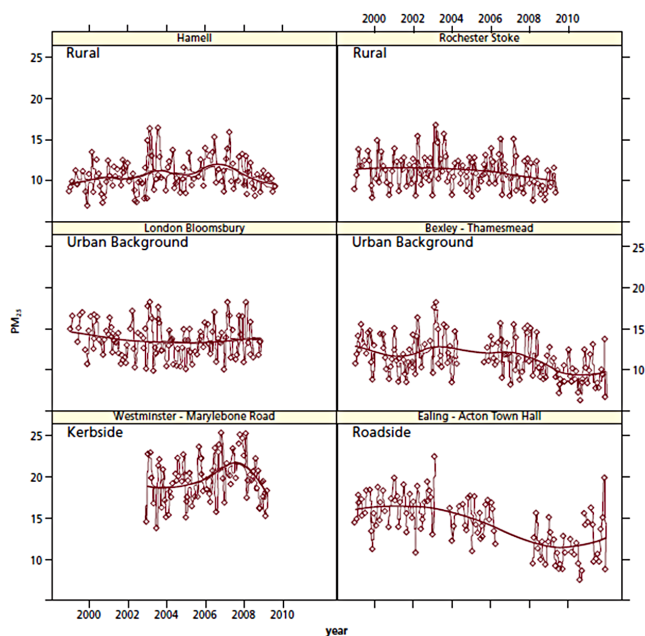 2000 2002 2004 2006 2008 2010
Harnell Rochester Stoke
Rural Rural
25
20
15
10
London Bloomsbury Bexley - Thamesmead
Urban Background Urban Background
25
20
15
10
PM2.5
Westminster - Marylebone Road Ealing - Acton Town Hall
Kerbside Roadside
25
20
15
10
2000 2002 2004 2006 2008 2010
year